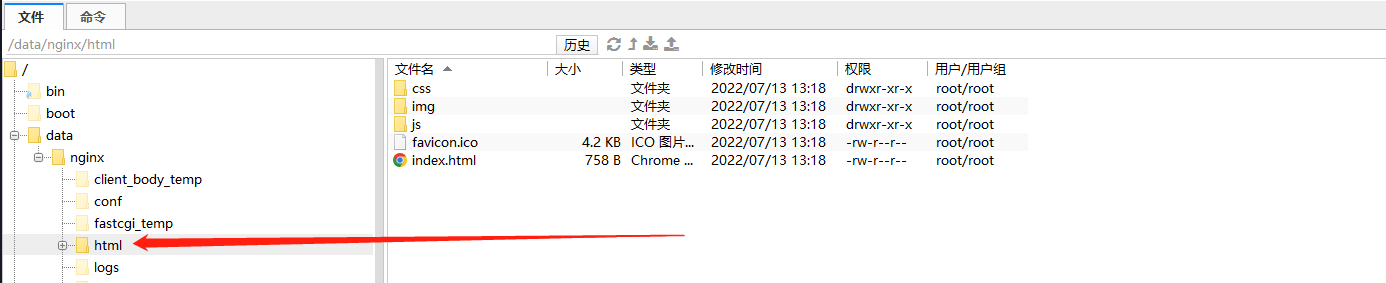 文件 命令
/data/nginx/html 历史
/
bin
boot
data
nginx
client_body_temp
conf
fastcgi_temp
html
logs
文件名 大小 类型 修改时间 权限 用户/用户组
css 文件夹 2022/07/13 13:18 drwxr-xr-x root/root
img 文件夹 2022/07/13 13:18 drwxr-xr-x root/root
js 文件夹 2022/07/13 13:18 drwxr-xr-x root/root
favicon.ico 4.2 KB ICO 图片... 2022/07/13 13:18 -rw-r--r-- root/root
index.html 758 B Chrome ... 2022/07/13 13:18 -rw-r--r-- root/root